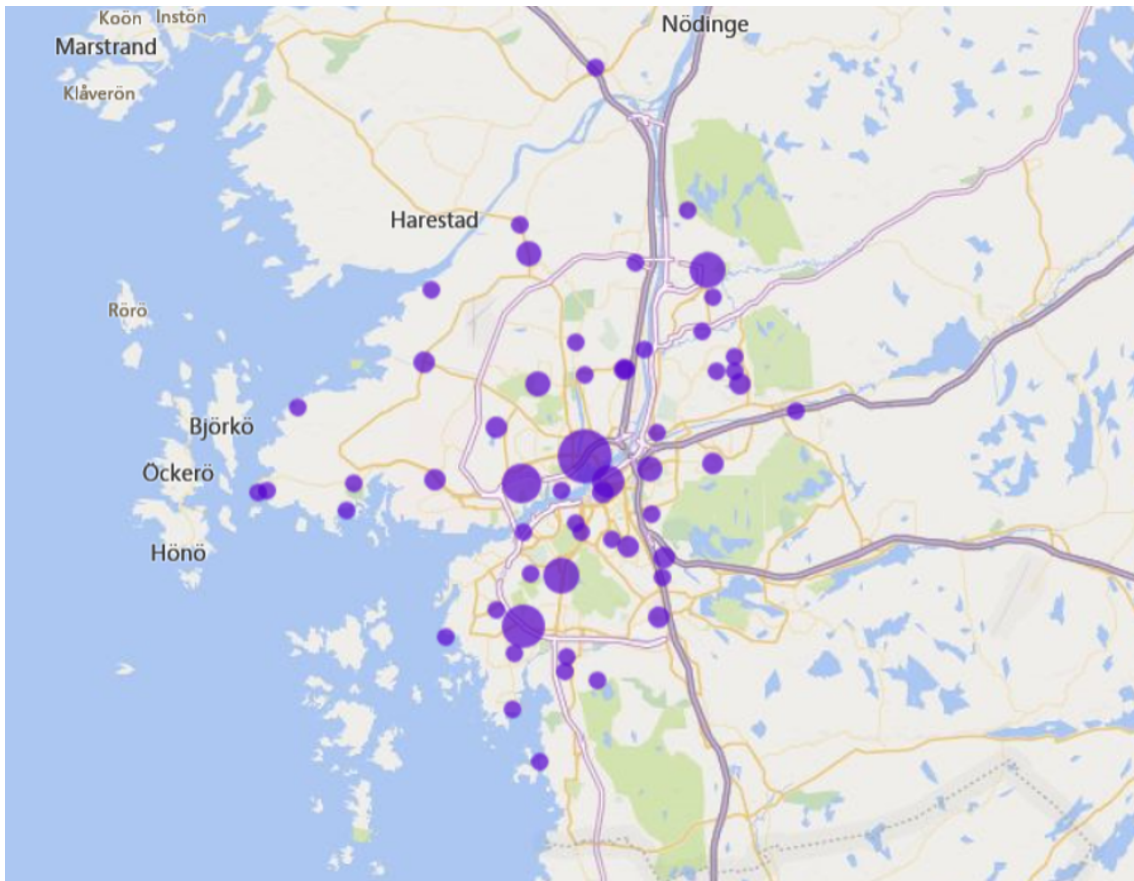 Koön
Instön
Nödinge
Marstrand
Klåverön
Harestad
Rörö
Björkö
Öckerö
Hönö